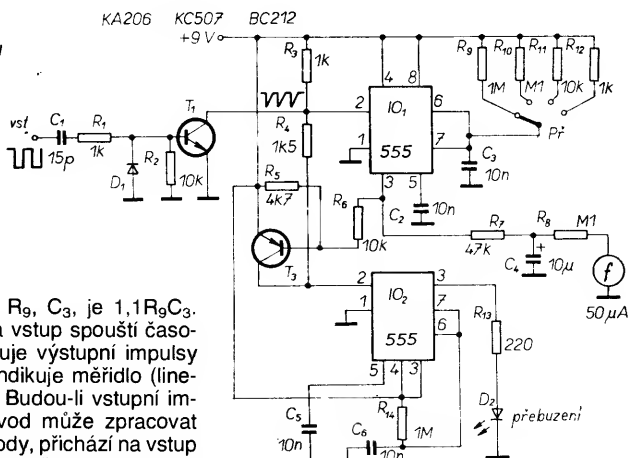 KA206 KC507 BC212
+9 V
R3
1k
R9
R10
R11
R12
1M
M1
10k
1k
Př
vst
C1
15p
R1
1k
D1
R2
10k
T1
R4
1k5
4
8
2
IO1
6
1
555
7
3
5
C3
10n
C2
10n
R5
4k7
R6
10k
T3
R7
47k
R8
M1
+
C4
10μ
f
50μA
2
IO2
3
1
7
555
6
5
4
3
R13
220
D2
přebuzení
C5
10n
R14
1M
C6
10n
R9, C3, je 1,1R9C3.
vstup spouští časo-
uje výstupní impulsy
ndikuje měřidlo (line-
Budou-li vstupní im-
vod může zpracovat
ody, přichází na vstup